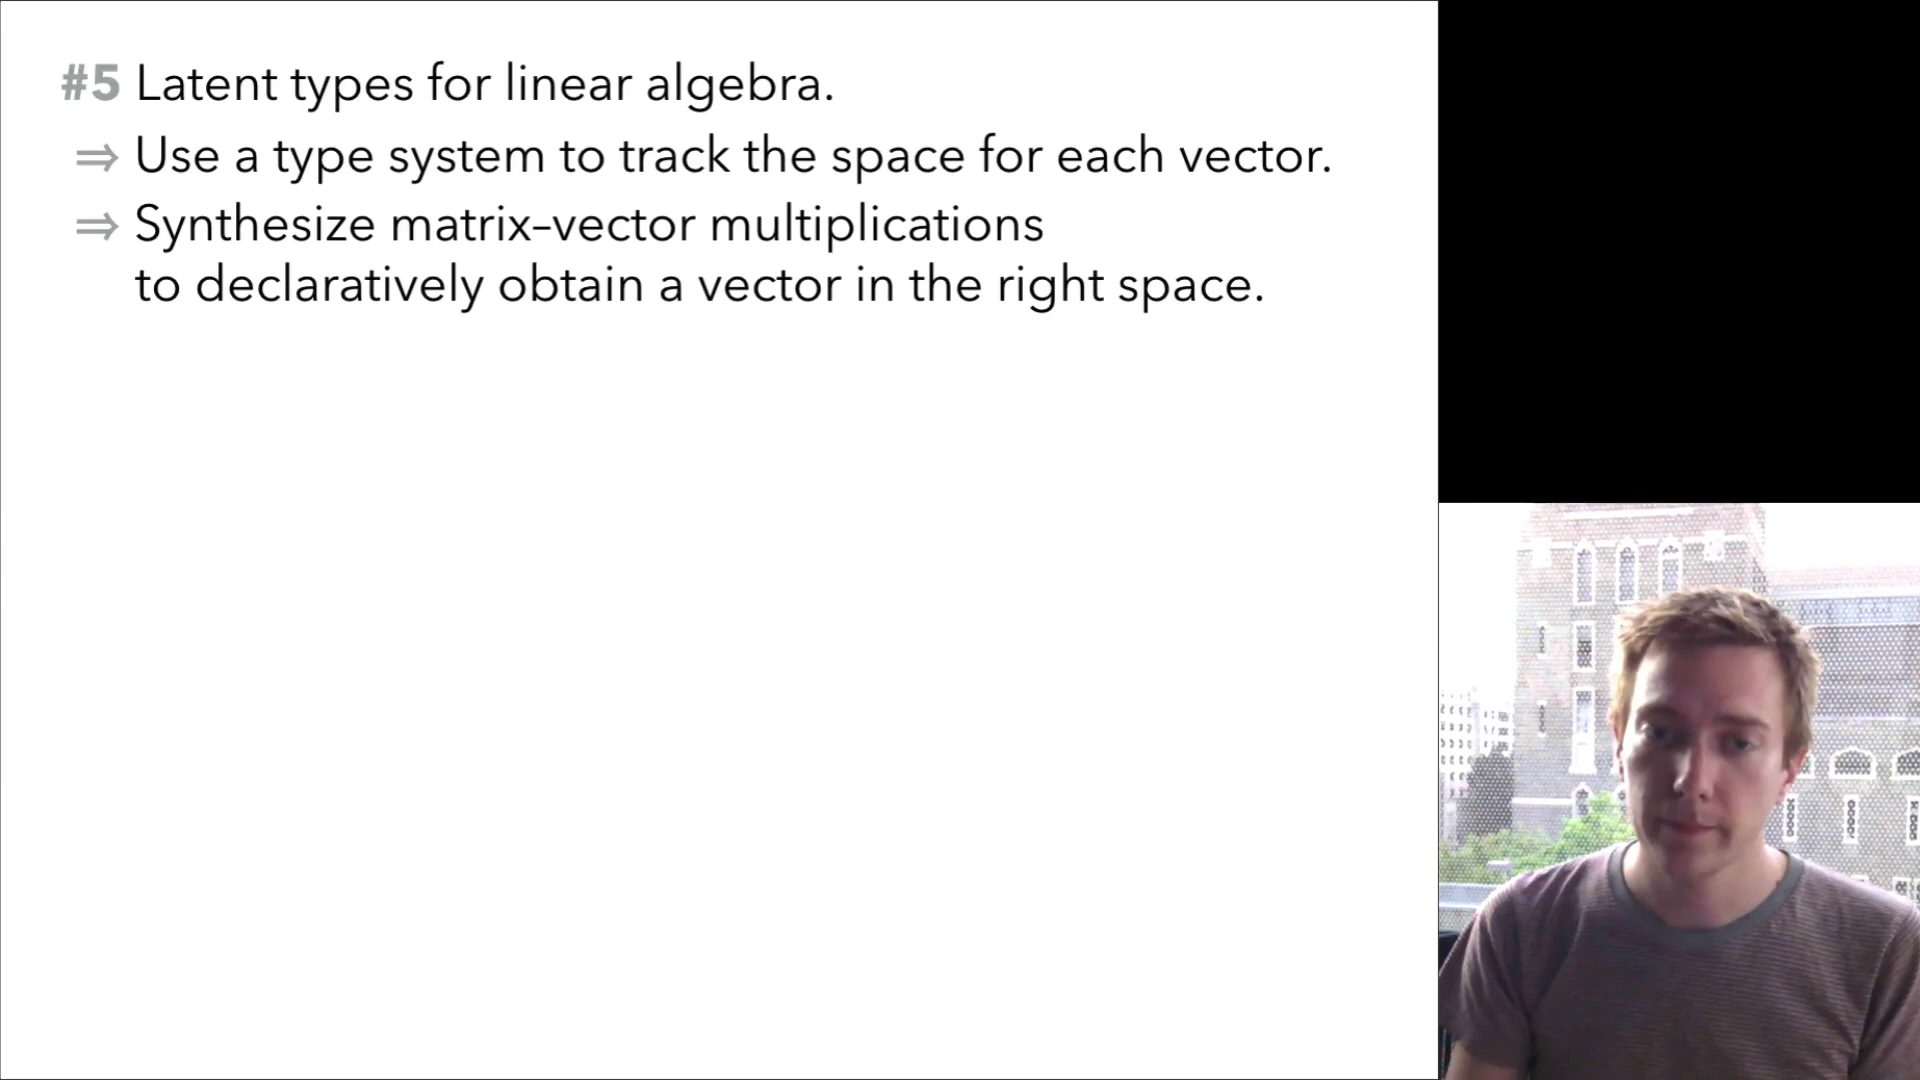 #5 Latent types for linear algebra.
⇒ Use a type system to track the space for each vector.
⇒ Synthesize matrix–vector multiplications
to declaratively obtain a vector in the right space.